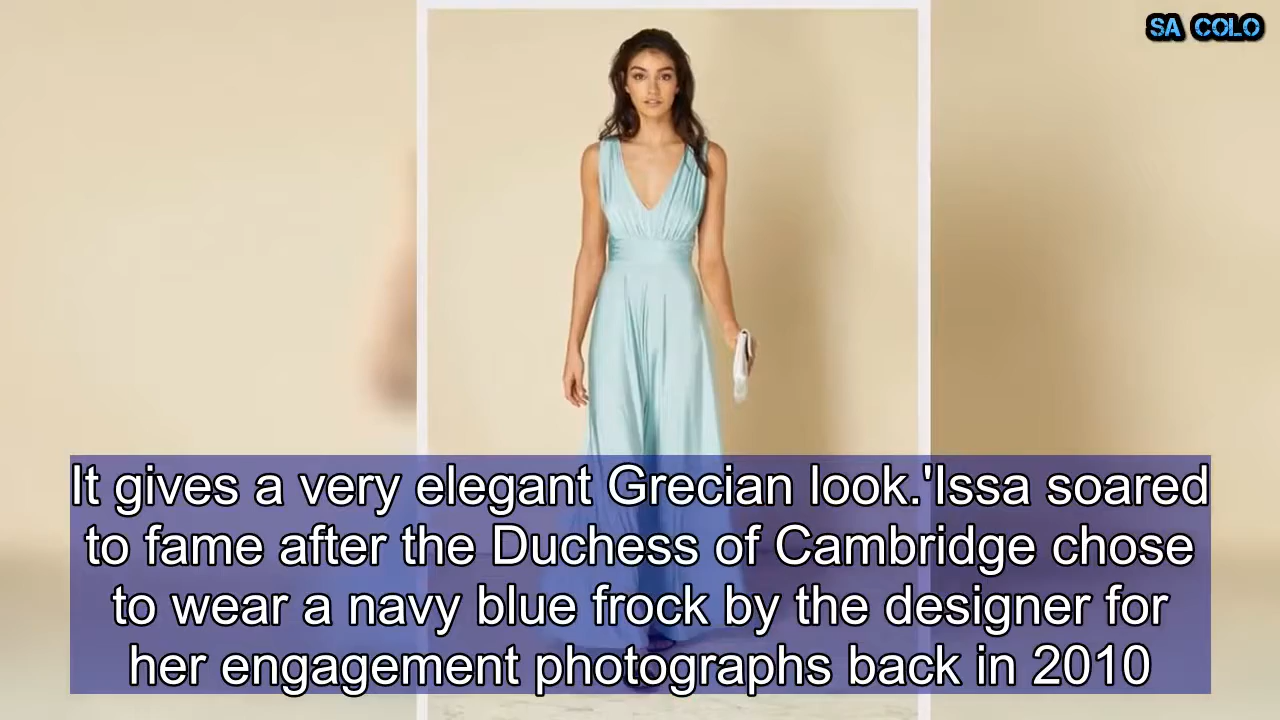 SA COLO
It gives a very elegant Grecian look.'Issa soared
to fame after the Duchess of Cambridge chose
to wear a navy blue frock by the designer for
her engagement photographs back in 2010